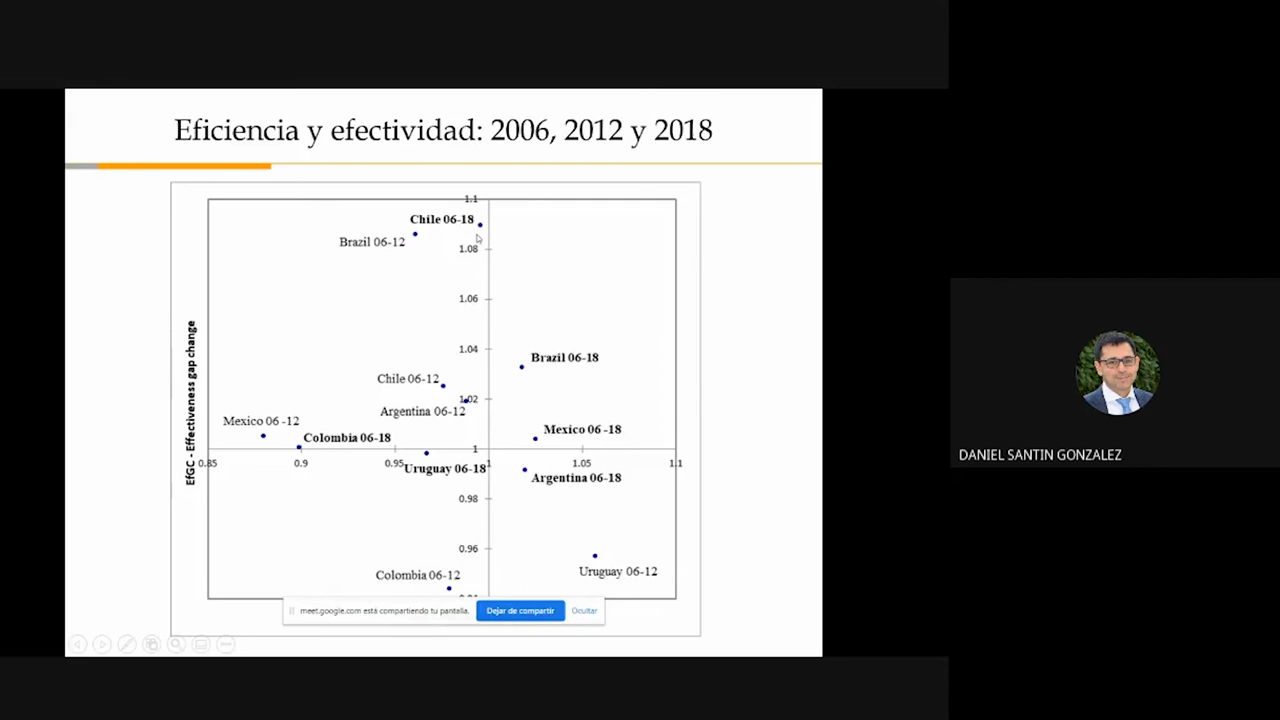 Eficiencia y efectividad: 2006, 2012 y 2018
1.1
Chile 06-18
Brazil 06-12
1.08
1.06
1.04
Brazil 06-18
Chile 06-12
1.02
Argentina 06-12
Mexico 06 -12
Mexico 06 -18
Colombia 06-18
1
0.85
0.9
0.95
1
1.05
1.1
Uruguay 06-18
Argentina 06-18
0.98
0.96
Uruguay 06-12
Colombia 06-12
EfGC - Effectiveness gap change
meet.google.com está compartiendo tu pantalla.
Dejar de compartir
Ocultar
DANIEL SANTIN GONZALEZ